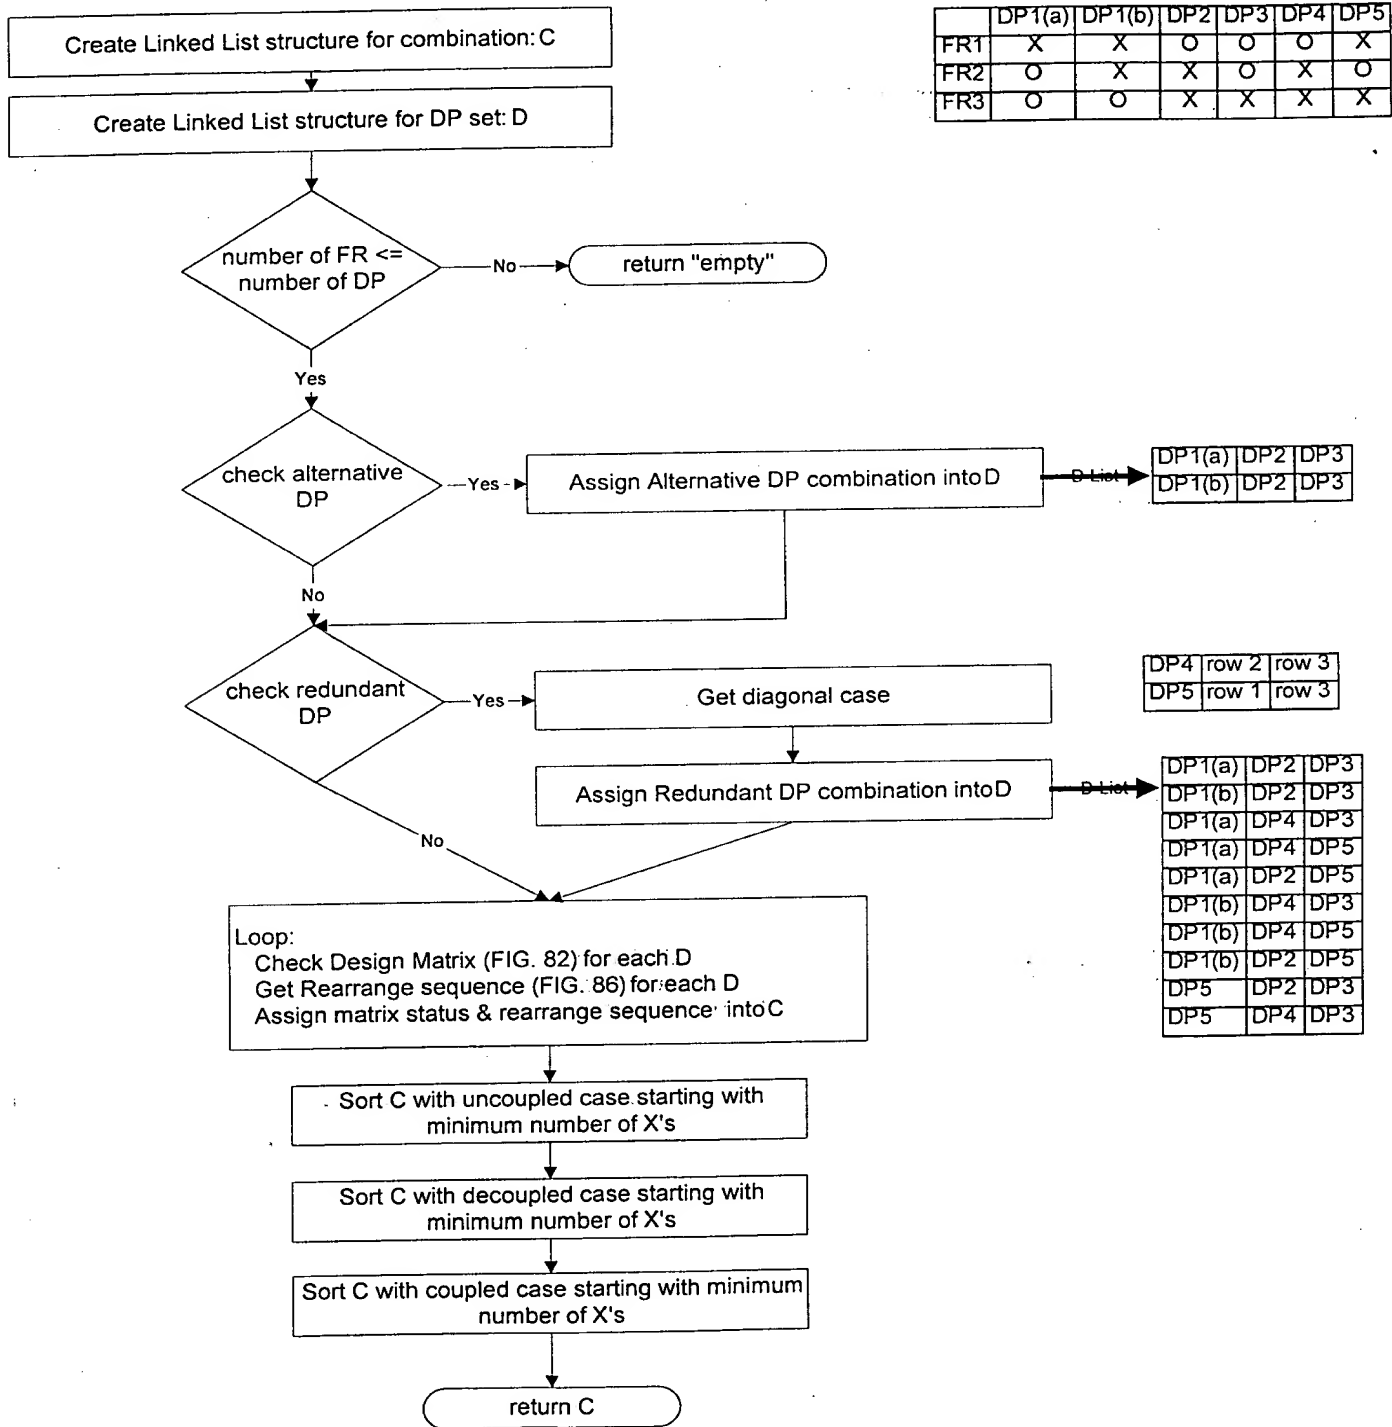 Create Linked List structure for combination: C
Create Linked List structure for DP set: D
DP1(a) DP1(b) DP2 DP3 DP4 DP5
FR1 X X O O O X
FR2 O X X O X O
FR3 O O X X X X
number of FR <=
number of DP
No
return "empty"
Yes
check alternative
DP
Yes
Assign Alternative DP combination into D
D List
DP1(a) DP2 DP3
DP1(b) DP2 DP3
No
check redundant
DP
Yes
Get diagonal case
DP4 row 2 row 3
DP5 row 1 row 3
Assign Redundant DP combination into D
D List
DP1(a) DP2 DP3
DP1(b) DP2 DP3
DP1(a) DP4 DP3
DP1(a) DP4 DP5
DP1(a) DP2 DP5
DP1(b) DP4 DP3
DP1(b) DP4 DP5
DP1(b) DP2 DP5
DP5 DP2 DP3
DP5 DP4 DP3
No
Loop:
Check Design Matrix (FIG. 82) for each D
Get Rearrange sequence (FIG. 86) for each D
Assign matrix status & rearrange sequence into C
Sort C with uncoupled case starting with
minimum number of X's
Sort C with decoupled case starting with
minimum number of X's
Sort C with coupled case starting with minimum
number of X's
return C